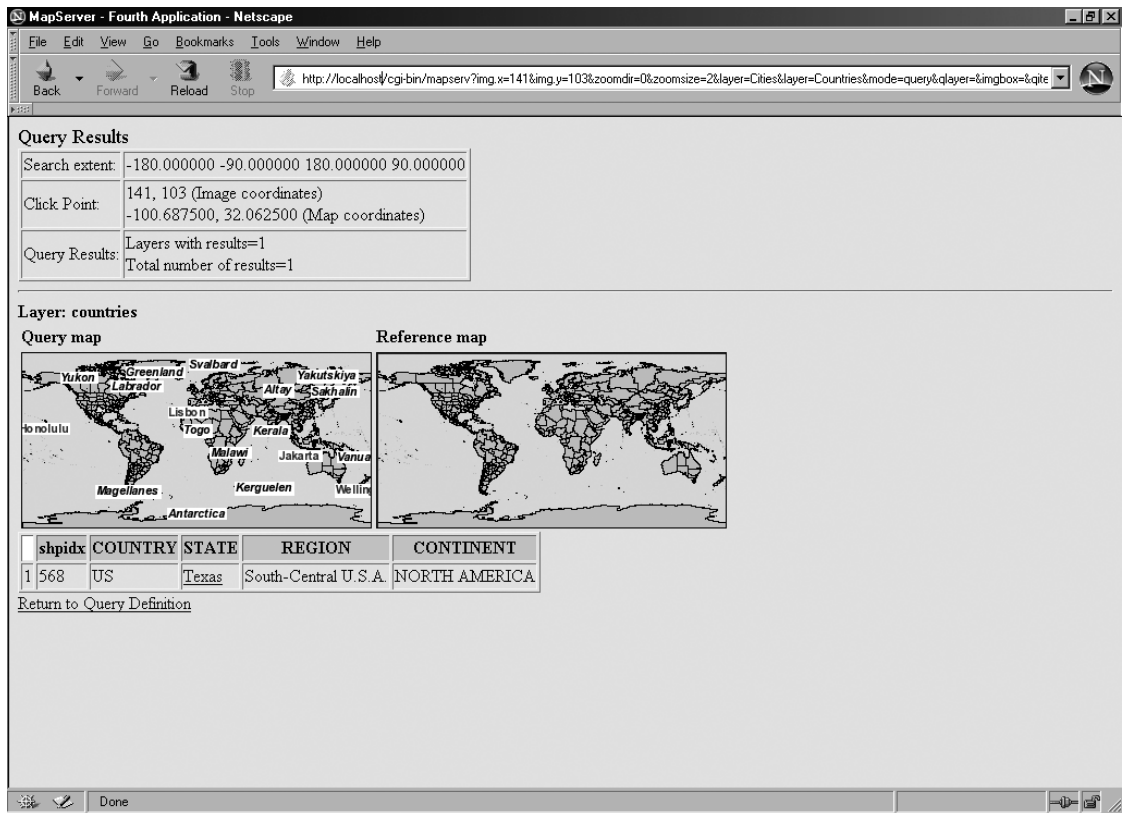 MapServer - Fourth Application - Netscape
File Edit View Go Bookmarks Tools Window Help
Back Forward Reload Stop
http://localhost/cgi-bin/mapserv?img.x=141&img.y=103&zoomdir=0&zoomsize=2&layer=Cities&layer=Countries&mode=query&qlayer=&imgbox=&qite
N
Query Results
Search extent: -180.000000 -90.000000 180.000000 90.000000
Click Point: 141, 103 (Image coordinates)
-100.687500, 32.062500 (Map coordinates)
Query Results: Layers with results=1
Total number of results=1
Layer: countries
Query map Reference map
Svalbard
Yukon Greenland Yakutskiya
Labrador Altay Sakhalin
Lisbon
Honolulu Togo Kerala
Malawi Jakarta Vanua
Magellanes Kerguelen Welling
Antarctica
shpidx COUNTRY STATE REGION CONTINENT
1 568 US Texas South-Central U.S.A. NORTH AMERICA
Return to Query Definition
Done